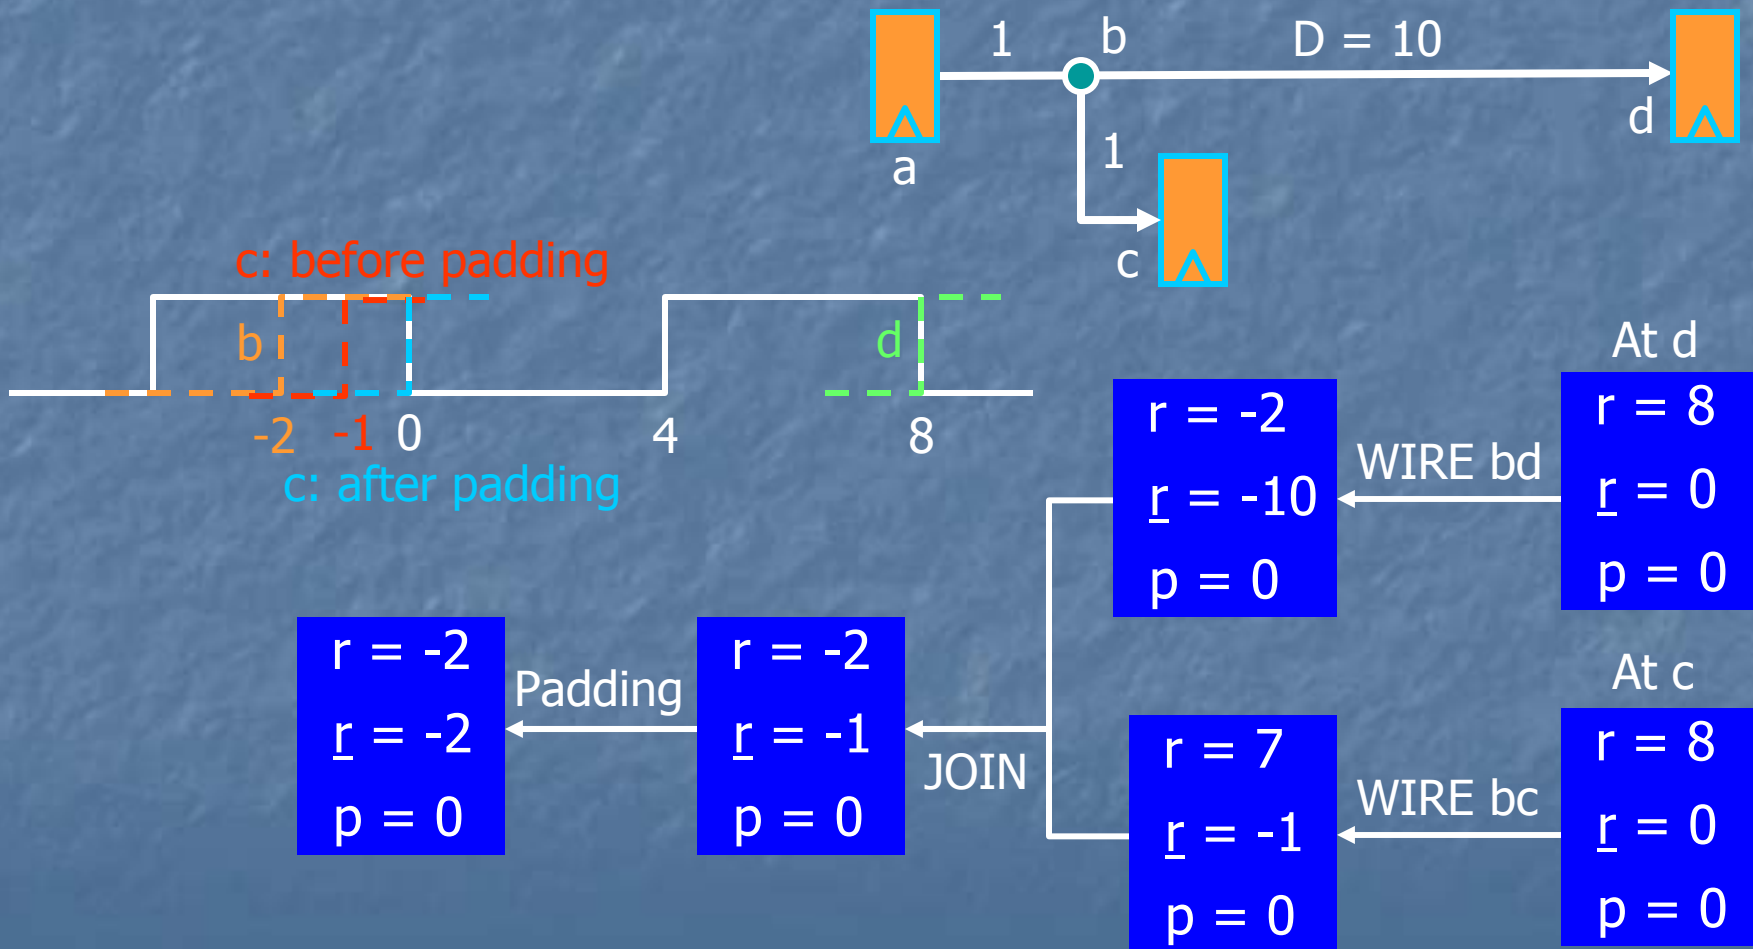 1 b D = 10
d
a
1
c
c: before padding
b
d
-2 -1 0 4 8
c: after padding
At d
r = 8
r = 0
p = 0
WIRE bd
r = -2
r = -10
p = 0
At c
r = 8
r = 0
p = 0
WIRE bc
r = 7
r = -1
p = 0
JOIN
r = -2
r = -1
p = 0
Padding
r = -2
r = -2
p = 0